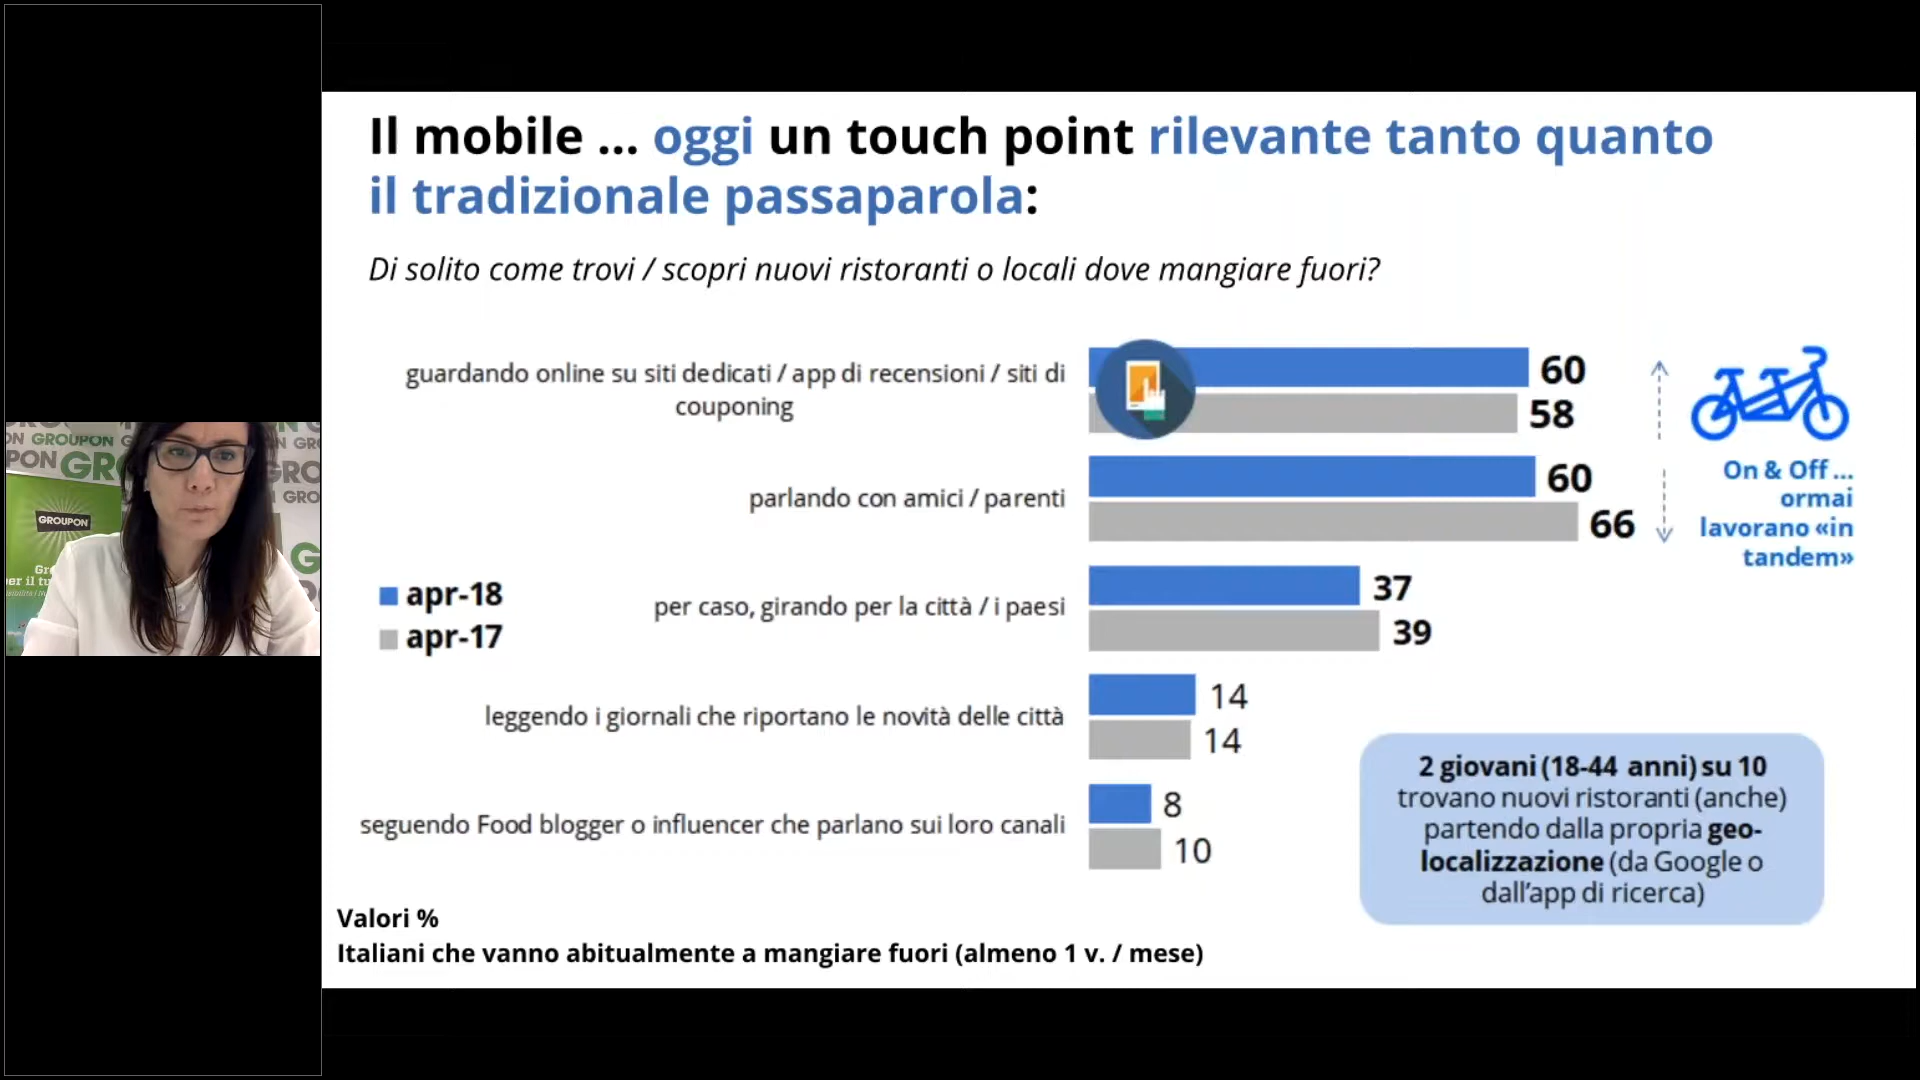 Il mobile ... oggi un touch point rilevante tanto quanto
il tradizionale passaparola:
Di solito come trovi / scopri nuovi ristoranti o locali dove mangiare fuori?
guardando online su siti dedicati / app di recensioni / siti di
couponing
60
58
parlando con amici / parenti
60
66
On & Off ...
ormai
lavorano «in
tandem»
apr-18
apr-17
per caso, girando per la città / i paesi
37
39
leggendo i giornali che riportano le novità delle città
14
14
seguendo Food blogger o influencer che parlano sui loro canali
8
10
2 giovani (18-44 anni) su 10
trovano nuovi ristoranti (anche)
partendo dalla propria geo-
localizzazione (da Google o
dall'app di ricerca)
Valori %
Italiani che vanno abitualmente a mangiare fuori (almeno 1 v. / mese)
GROUPON
GROUPON